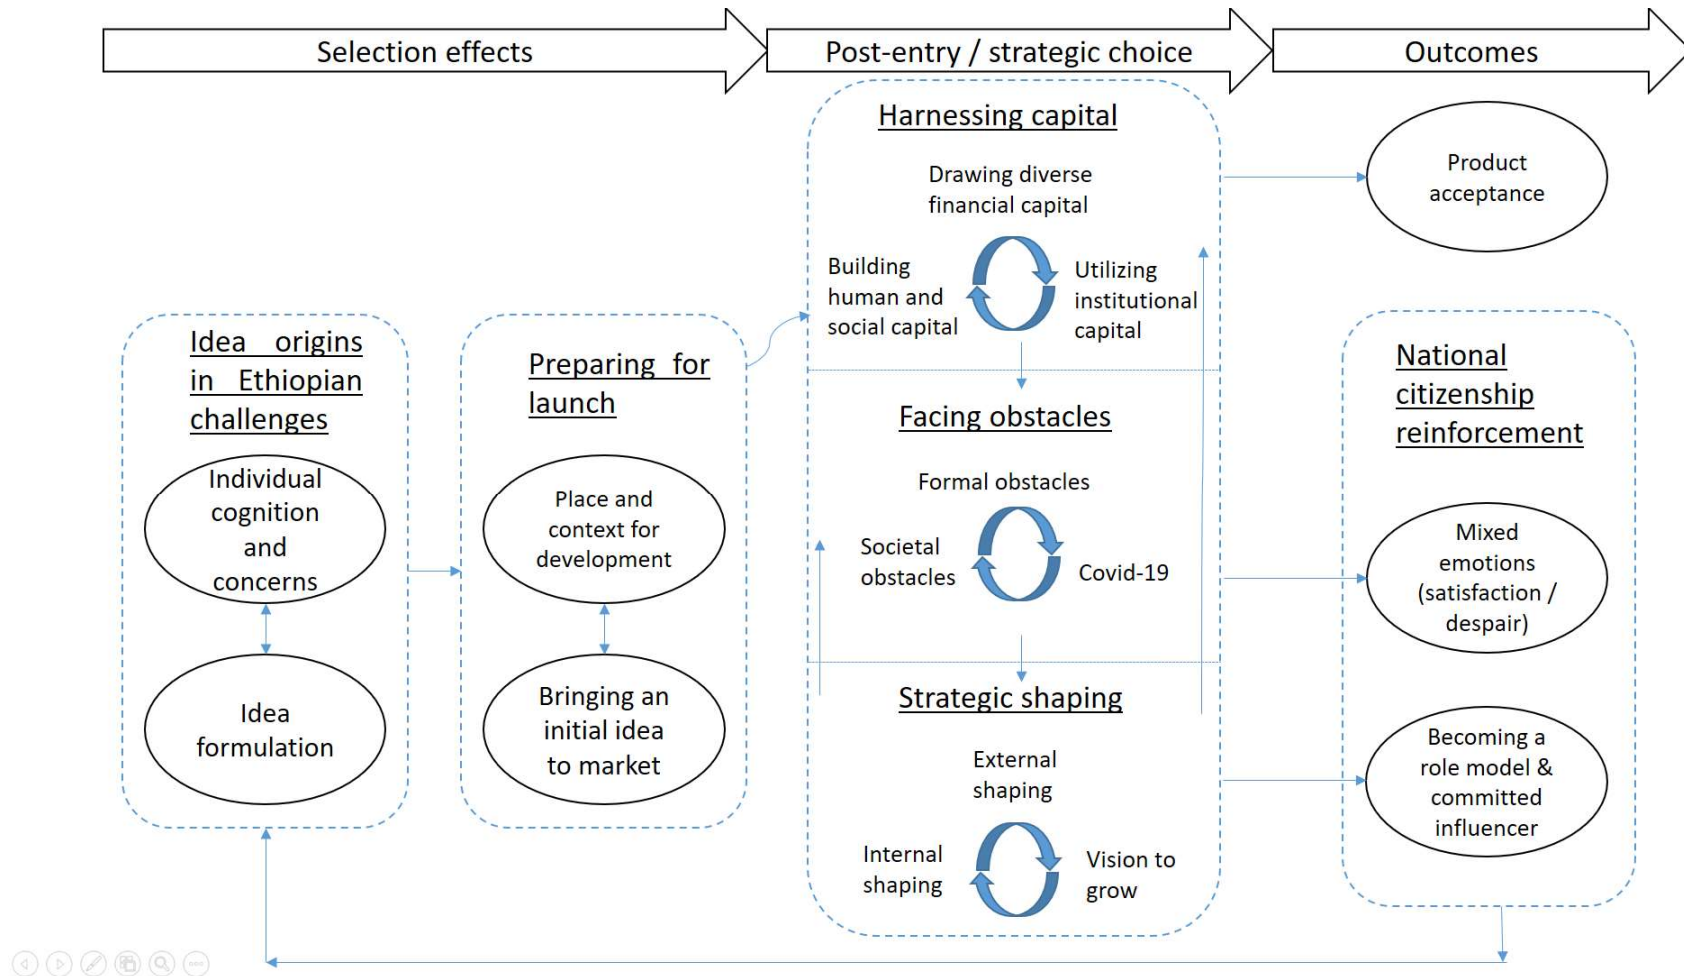 Selection effects
Post-entry / strategic choice
Outcomes
Idea origins
in Ethiopian
challenges
Individual
cognition
and
concerns
Idea
formulation
Preparing for
launch
Place and
context for
development
Bringing an
initial idea
to market
Harnessing capital
Drawing diverse
financial capital
Building
human and
social capital
Utilizing
institutional
capital
Facing obstacles
Formal obstacles
Societal
obstacles
Covid-19
Strategic shaping
External
shaping
Internal
shaping
Vision to
grow
Product
acceptance
National
citizenship
reinforcement
Mixed
emotions
(satisfaction /
despair)
Becoming a
role model &
committed
influencer